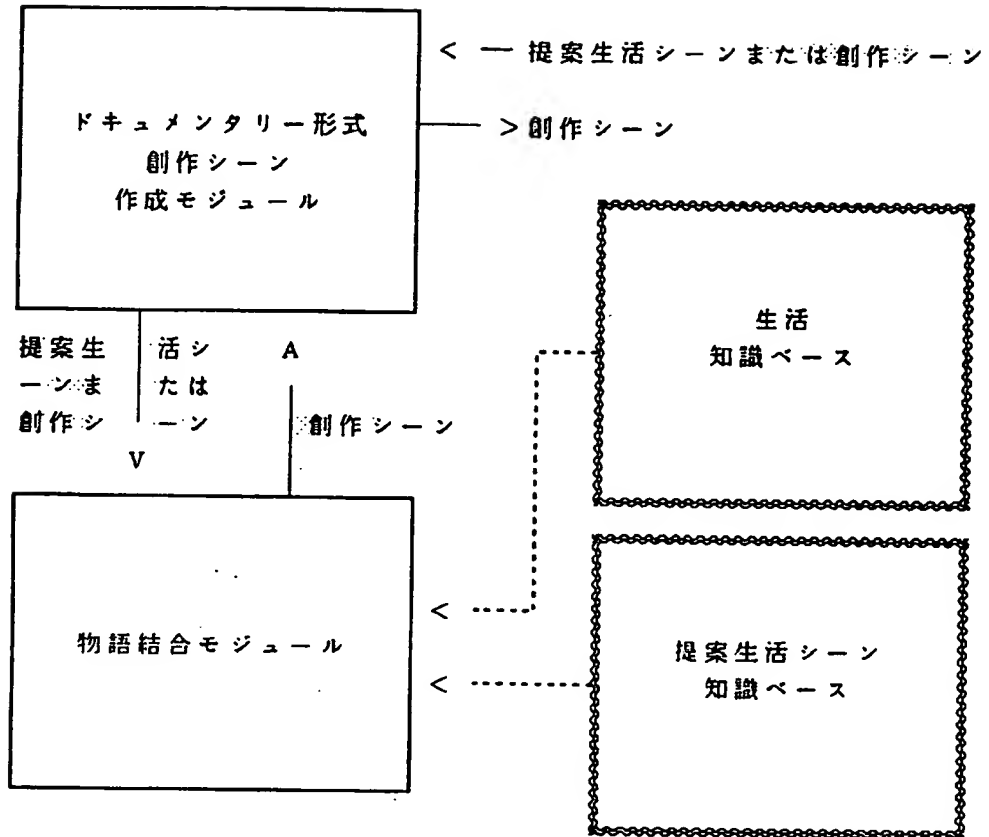 < — 提案生活シーンまたは創作シーン
ドキュメンタリー形式
創作シーン
作成モジュール
> 創作シーン
生活
知識ベース
提案生活シ
ーンまたは
創作シーン
V
A
創作シーン
物語結合モジュール
<
<
提案生活シーン
知識ベース